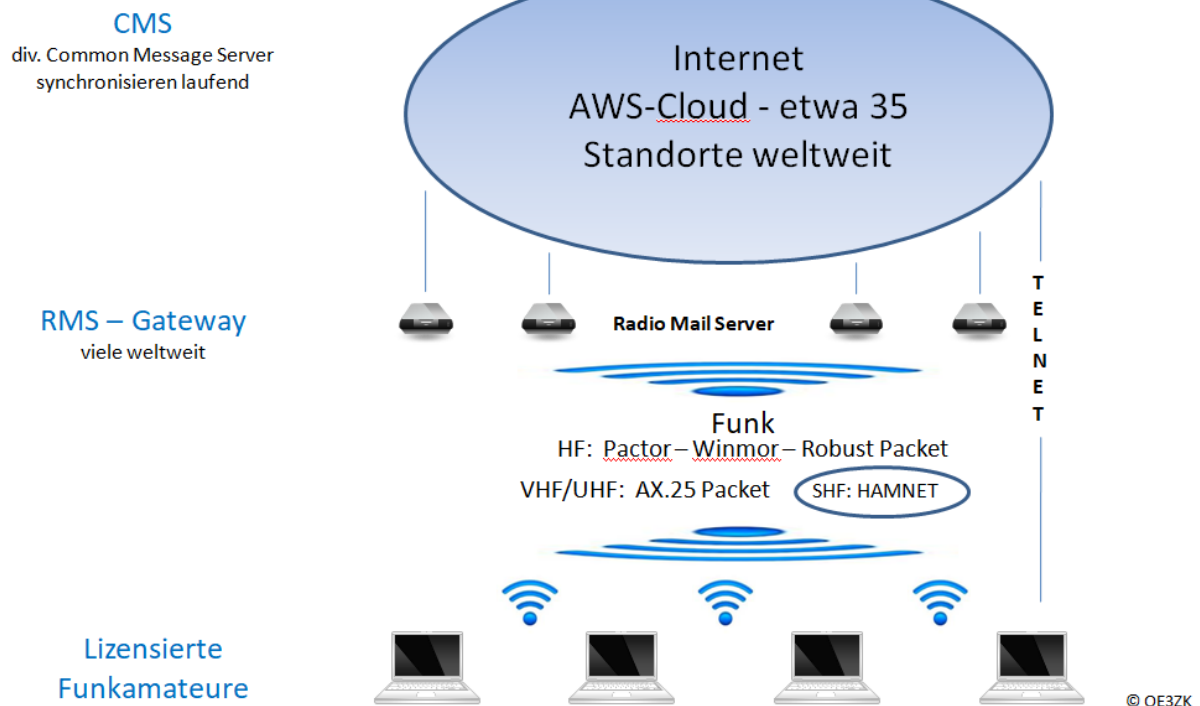 CMS
div. Common Message Server
synchronisieren laufend
Internet
AWS-Cloud - etwa 35
Standorte weltweit
RMS – Gateway
viele weltweit
Radio Mail Server
TELNET
Funk
HF: Pactor – Winmor – Robust Packet
VHF/UHF: AX.25 Packet
SHF: HAMNET
Lizensierte
Funkamateure
© OE3ZK